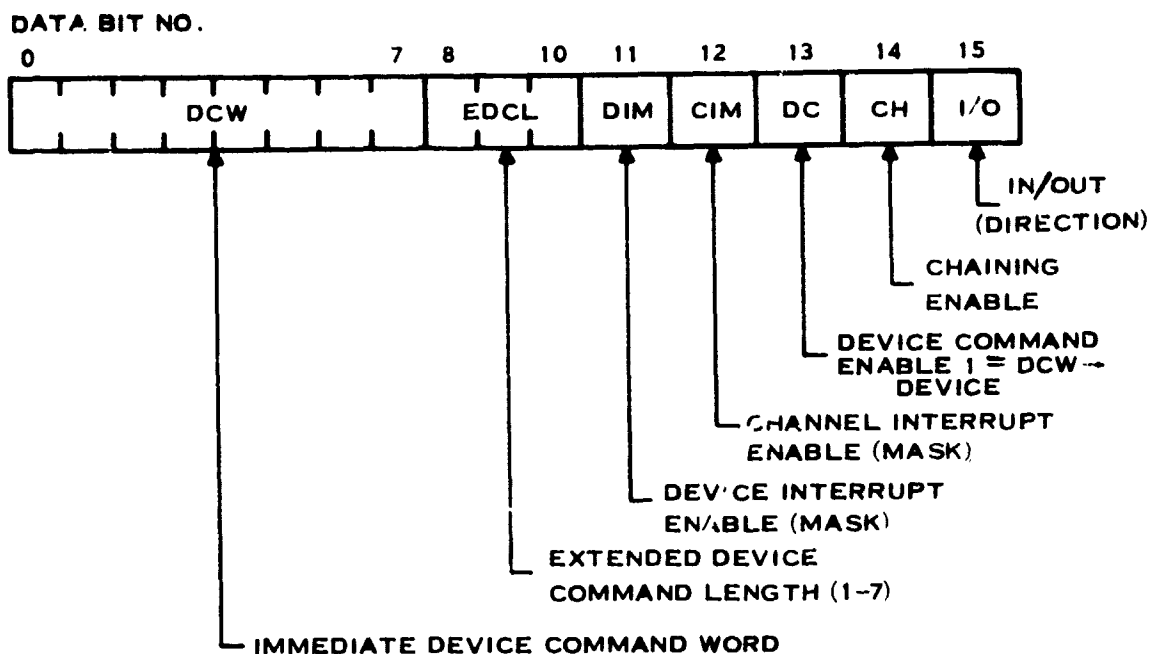 DATA BIT NO.
0 7 8 10 11 12 13 14 15
DCW EDCL DIM CIM DC CH I/O
IN/OUT
(DIRECTION)
CHAINING
ENABLE
DEVICE COMMAND
ENABLE 1 = DCW→
DEVICE
CHANNEL INTERRUPT
ENABLE (MASK)
DEVICE INTERRUPT
ENABLE (MASK)
EXTENDED DEVICE
COMMAND LENGTH (1-7)
IMMEDIATE DEVICE COMMAND WORD